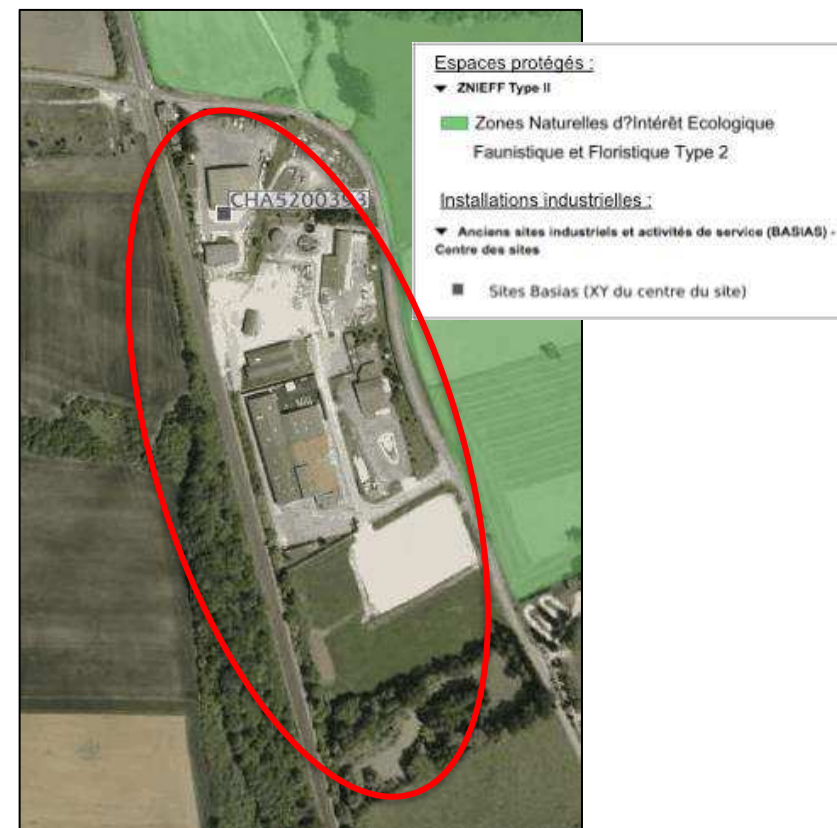 Espaces protégés :
▼ ZNIEFF Type II
Zones Naturelles d?Intérêt Ecologique
Faunistique et Floristique Type 2
CHA5200393
Installations industrielles :
▼ Anciens sites industriels et activités de service (BASIAS) -
Centre des sites
Sites Basias (XY du centre du site)